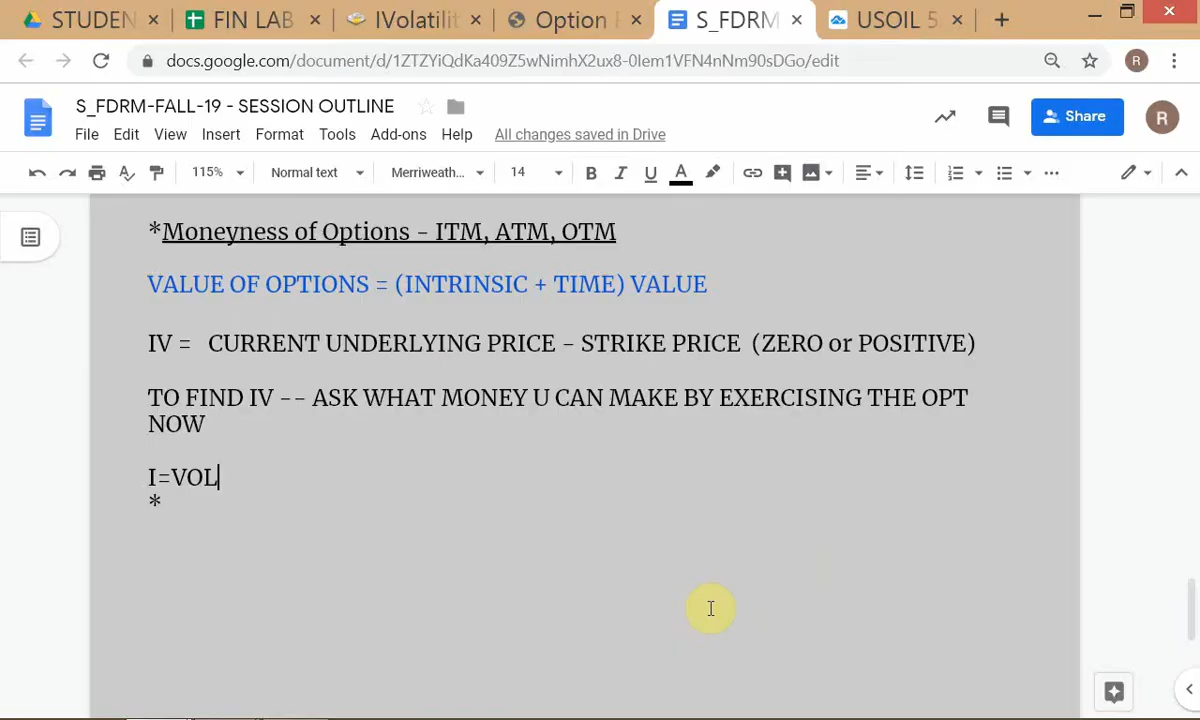 STUDEN
FIN LAB
IVolatilit
Option
S_FDRM
USOIL 5
docs.google.com/document/d/1ZTZYiQdKa409Z5wNimhX2ux8-0Iem1VFN4nNm90sDGo/edit
R
S_FDRM-FALL-19 - SESSION OUTLINE
File Edit View Insert Format Tools Add-ons Help All changes saved in Drive
Share
R
115% Normal text Merriweath... 14 B I U A
*Moneyness of Options - ITM, ATM, OTM
VALUE OF OPTIONS = (INTRINSIC + TIME) VALUE
IV = CURRENT UNDERLYING PRICE - STRIKE PRICE (ZERO or POSITIVE)
TO FIND IV -- ASK WHAT MONEY U CAN MAKE BY EXERCISING THE OPT
NOW
I=VOL
*